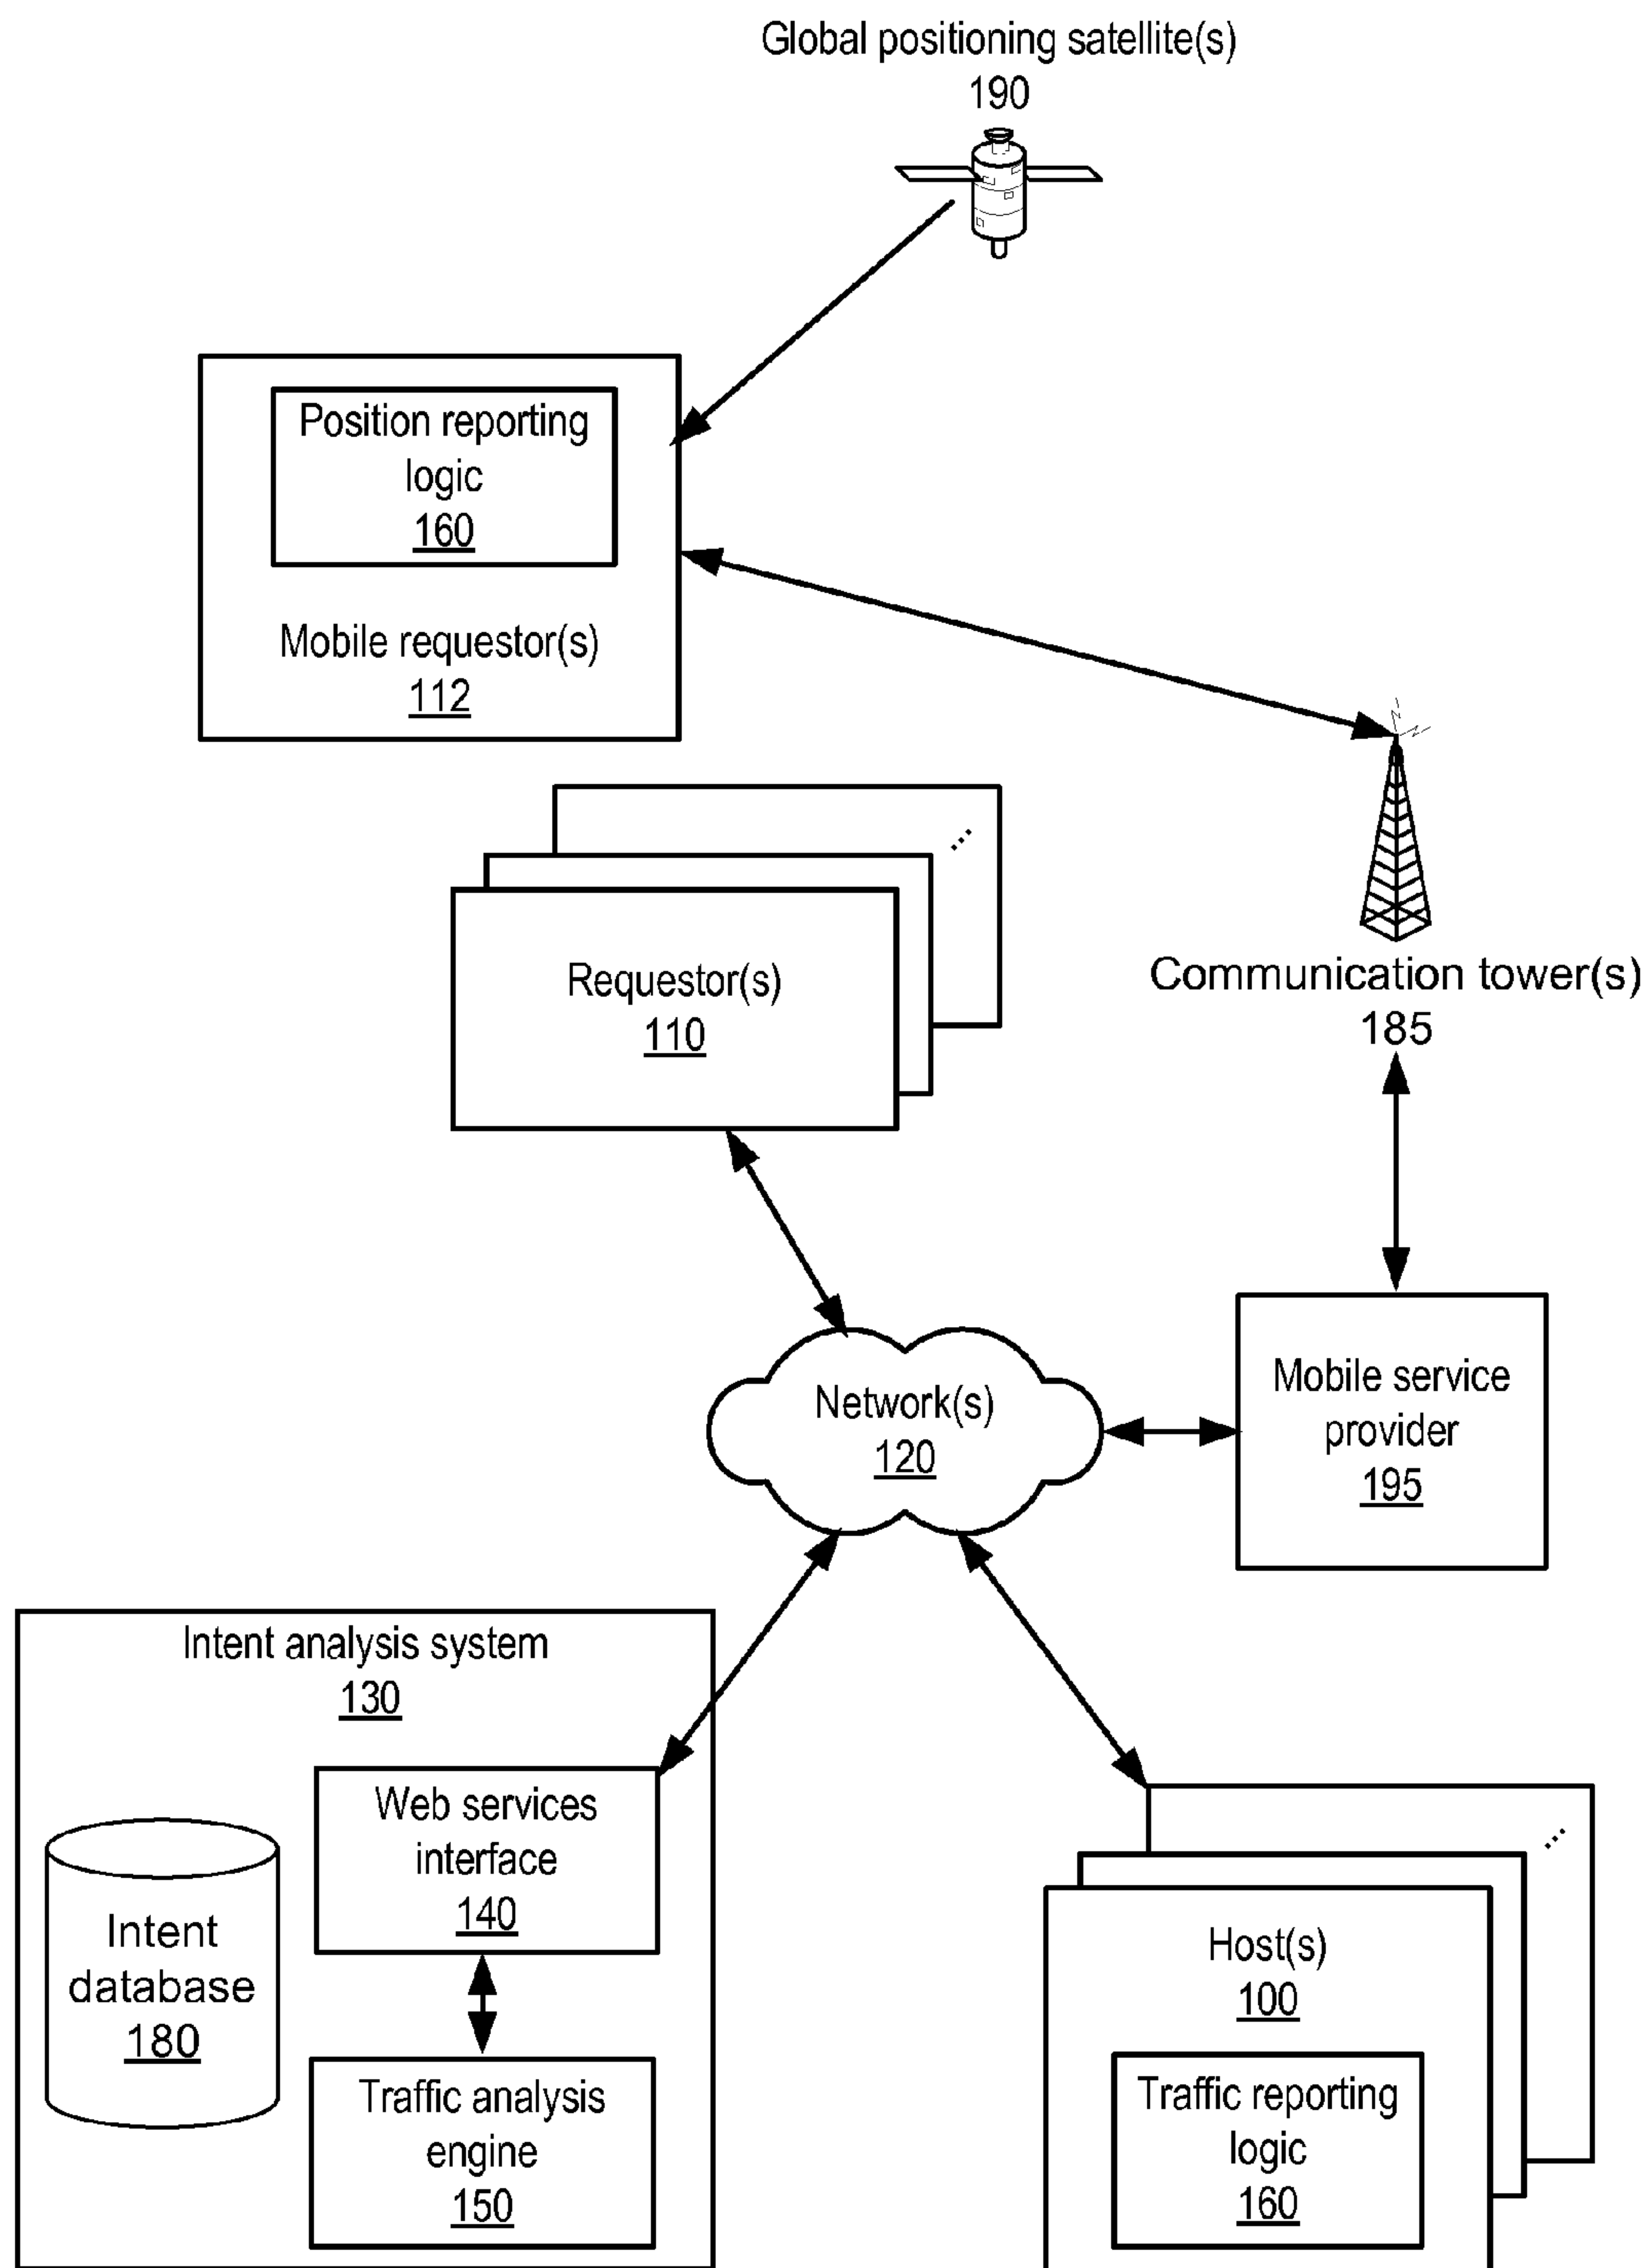 Global positioning satellite(s)
190
Position reporting
logic
160
Mobile requestor(s)
112
...
Requestor(s)
110
Communication tower(s)
185
Network(s)
120
Mobile service
provider
195
Intent analysis system
130
Web services
interface
140
Intent
database
180
Traffic analysis
engine
150
...
Host(s)
100
Traffic reporting
logic
160